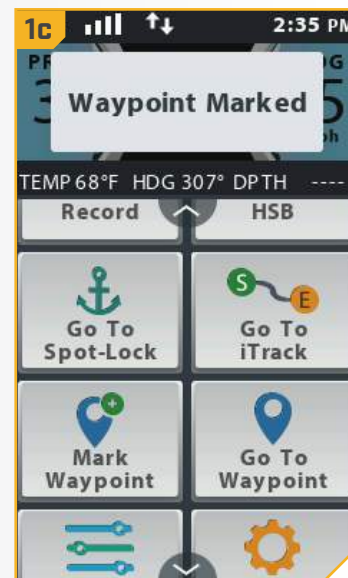 1c
2:35 PM
Waypoint Marked
TEMP 68°F HDG 307° DPTH ----
Record
HSB
Go To
Spot-Lock
S
E
Go To
iTrack
Mark
Waypoint
Go To
Waypoint